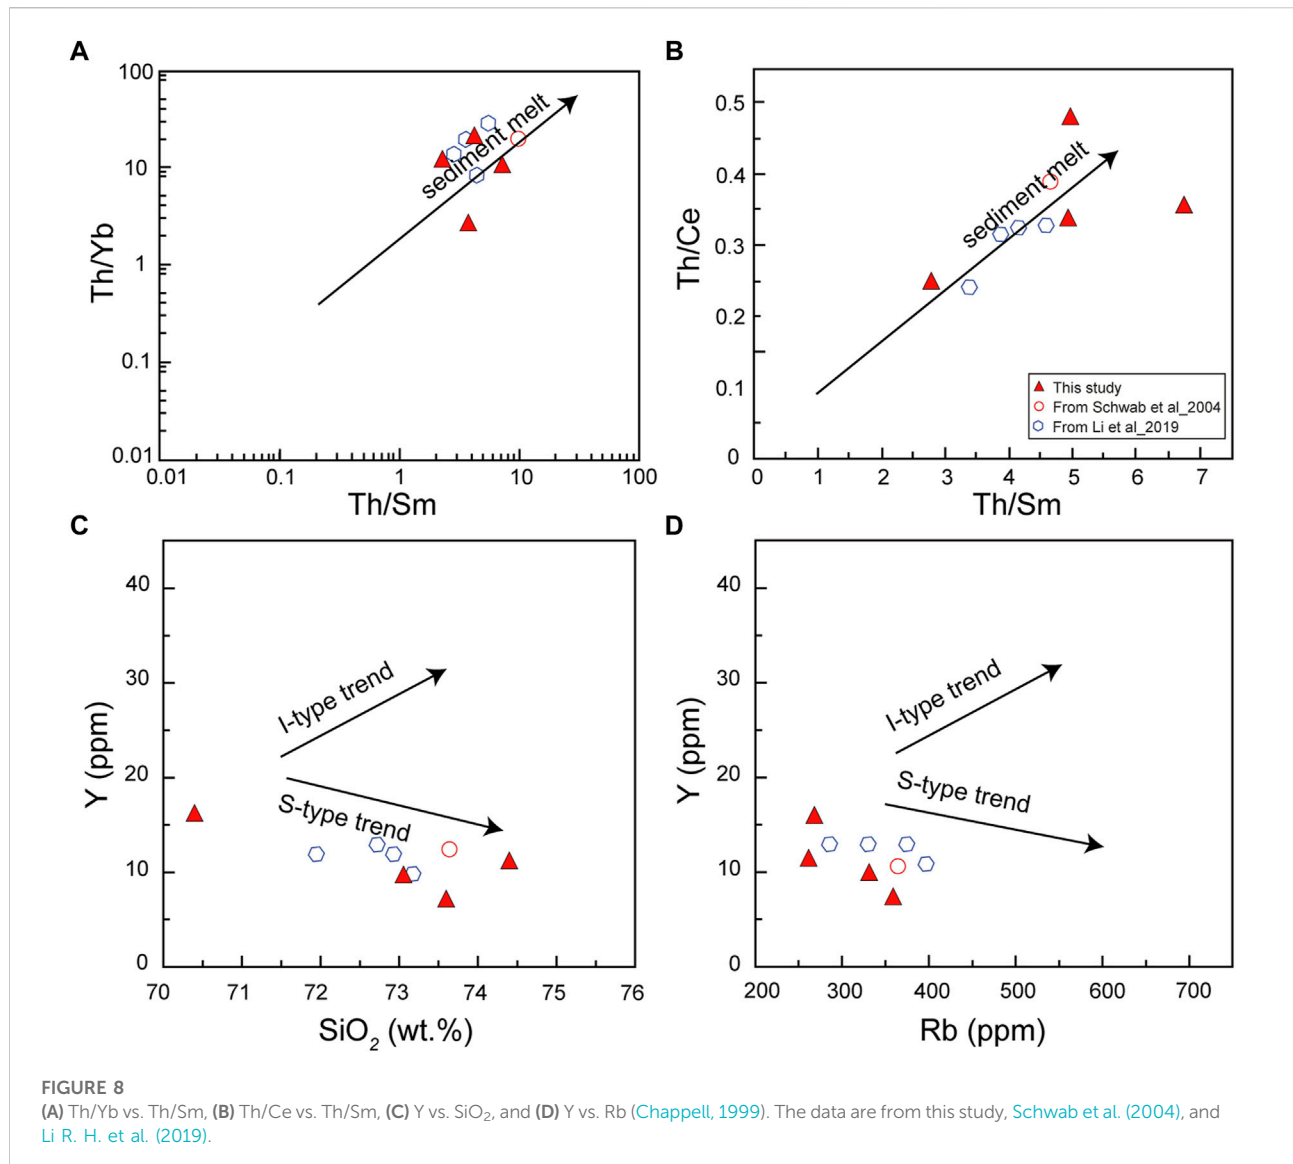 A
100
10
1
0.1
0.01
Th/Yb
sediment melt
0.01 0.1 1 10 100
Th/Sm
B
0.5
0.4
0.3
0.2
0.1
0
Th/Ce
sediment melt
This study
From Schwab et al_2004
From Li et al_2019
0 1 2 3 4 5 6 7
Th/Sm
C
40
30
20
10
0
Y (ppm)
I-type trend
S-type trend
70 71 72 73 74 75 76
SiO2 (wt.%)
D
40
30
20
10
0
Y (ppm)
I-type trend
S-type trend
200 300 400 500 600 700
Rb (ppm)
FIGURE 8
(A) Th/Yb vs. Th/Sm, (B) Th/Ce vs. Th/Sm, (C) Y vs. SiO2, and (D) Y vs. Rb (Chappell, 1999). The data are from this study, Schwab et al. (2004), and
Li R. H. et al. (2019).